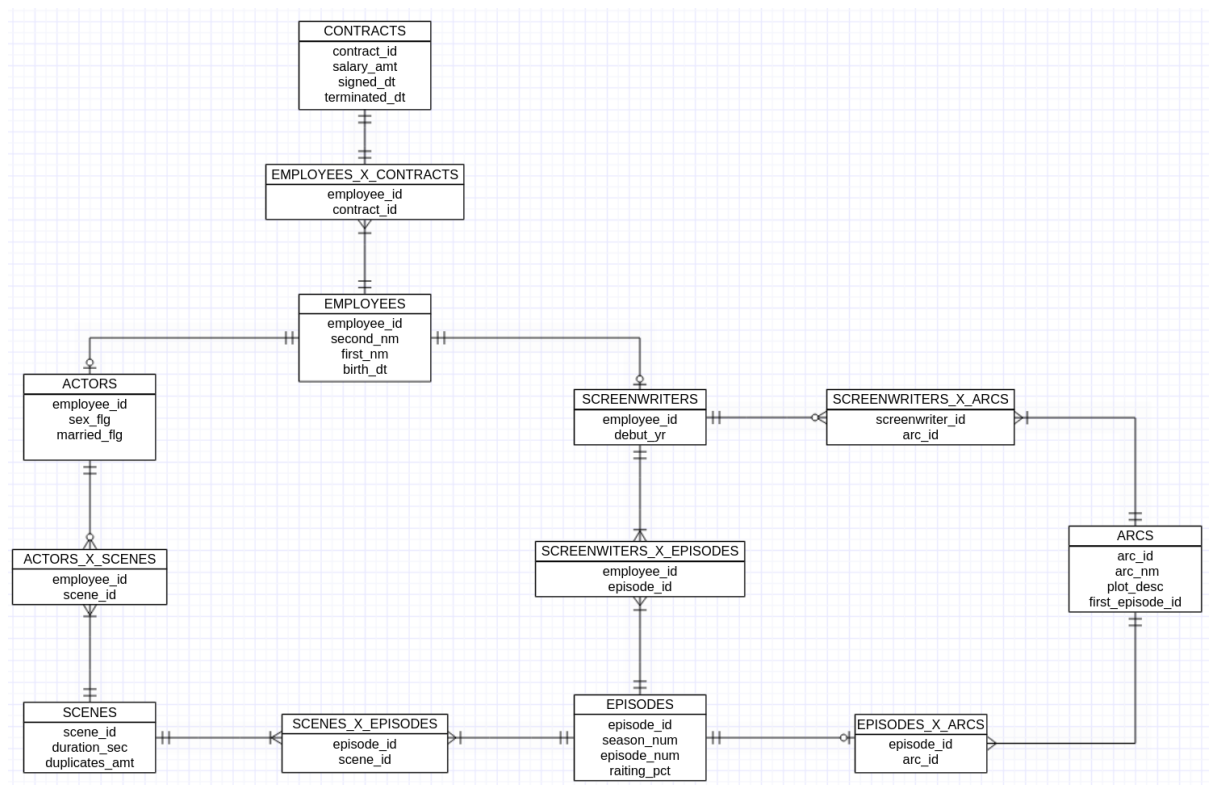 CONTRACTS
contract_id
salary_amt
signed_dt
terminated_dt
EMPLOYEES_X_CONTRACTS
employee_id
contract_id
EMPLOYEES
employee_id
second_nm
first_nm
birth_dt
ACTORS
employee_id
sex_flg
married_flg
SCREENWRITERS
employee_id
debut_yr
SCREENWRITERS_X_ARCS
screenwriter_id
arc_id
ACTORS_X_SCENES
employee_id
scene_id
SCREENWITERS_X_EPISODES
employee_id
episode_id
ARCS
arc_id
arc_nm
plot_desc
first_episode_id
SCENES
scene_id
duration_sec
duplicates_amt
SCENES_X_EPISODES
episode_id
scene_id
EPISODES
episode_id
season_num
episode_num
raiting_pct
EPISODES_X_ARCS
episode_id
arc_id